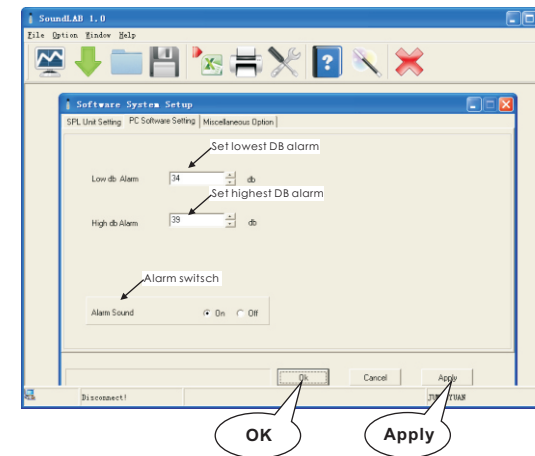 SoundLAB 1.0
File Option Window Help
Software System Setup
SPL Unit Setting PC Software Setting Miscellaneous Option
Set lowest DB alarm
Low db Alarm 34 db
Set highest DB alarm
High db Alarm 39 db
Alarm switsch
Alarm Sound On Off
Ok Cancel Apply
Disconnect!
OK Apply